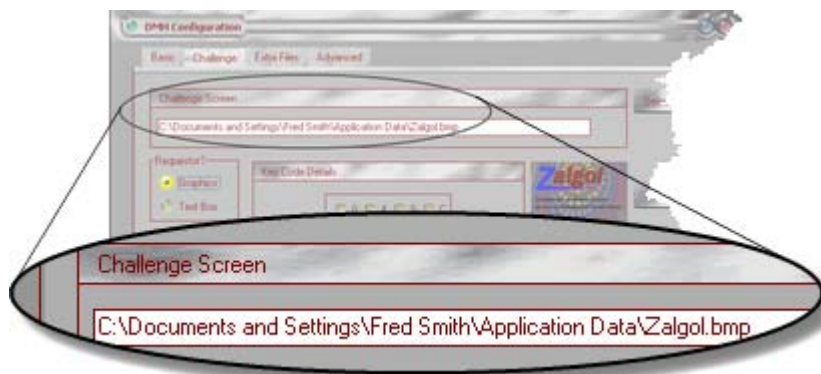 DMH Configuration
Basic Challenge Extra Files Advanced
Challenge Screen
C:\Documents and Settings\Fred Smith\Application Data\Zalgol.bmp
Requestor?
Graphics
Text Box
Key Code Details
Zalgol
Challenge Screen
C:\Documents and Settings\Fred Smith\Application Data\Zalgol.bmp